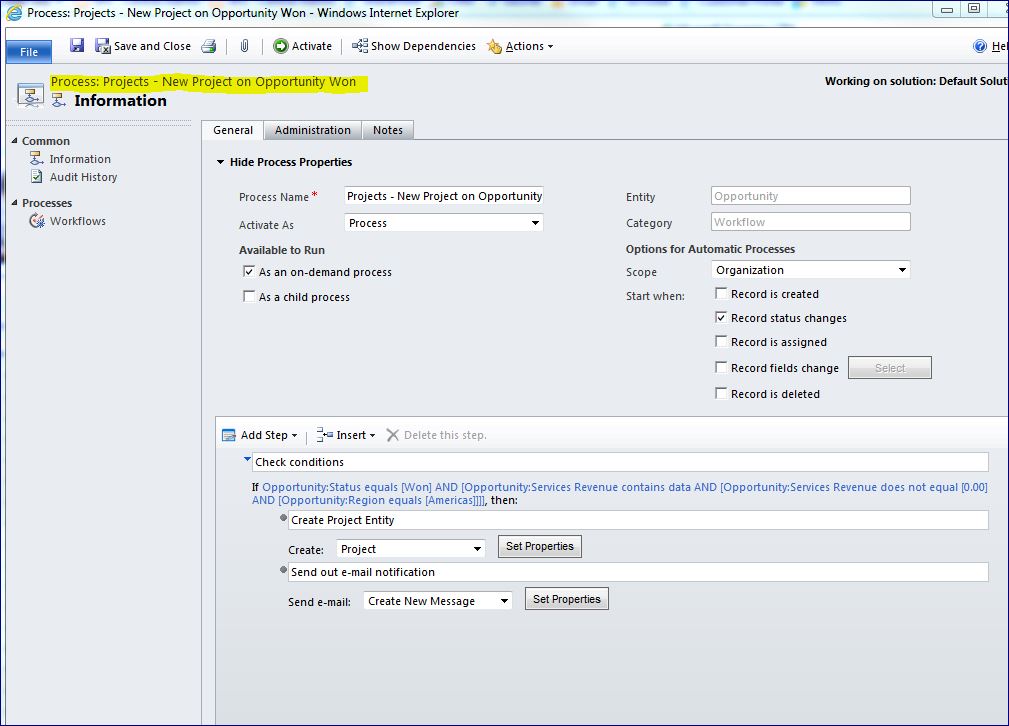 Process: Projects - New Project on Opportunity Won - Windows Internet Explorer
File Save and Close Activate Show Dependencies Actions
Process: Projects - New Project on Opportunity Won
Working on solution: Default
Information
Common
Information
Audit History
Processes
Workflows
General Administration Notes
Hide Process Properties
Process Name * Projects - New Project on Opportunity
Entity Opportunity
Activate As Process
Category Workflow
Available to Run
Options for Automatic Processes
As an on-demand process
Scope Organization
As a child process
Start when: Record is created
Record status changes
Record is assigned
Record fields change Select
Record is deleted
Add Step Insert Delete this step.
Check conditions
If Opportunity:Status equals [Won] AND [Opportunity:Services Revenue contains data AND [Opportunity:Services Revenue does not equal [0.00]
AND [Opportunity:Region equals [Americas]]]], then:
Create Project Entity
Create: Project Set Properties
Send out e-mail notification
Send e-mail: Create New Message Set Properties